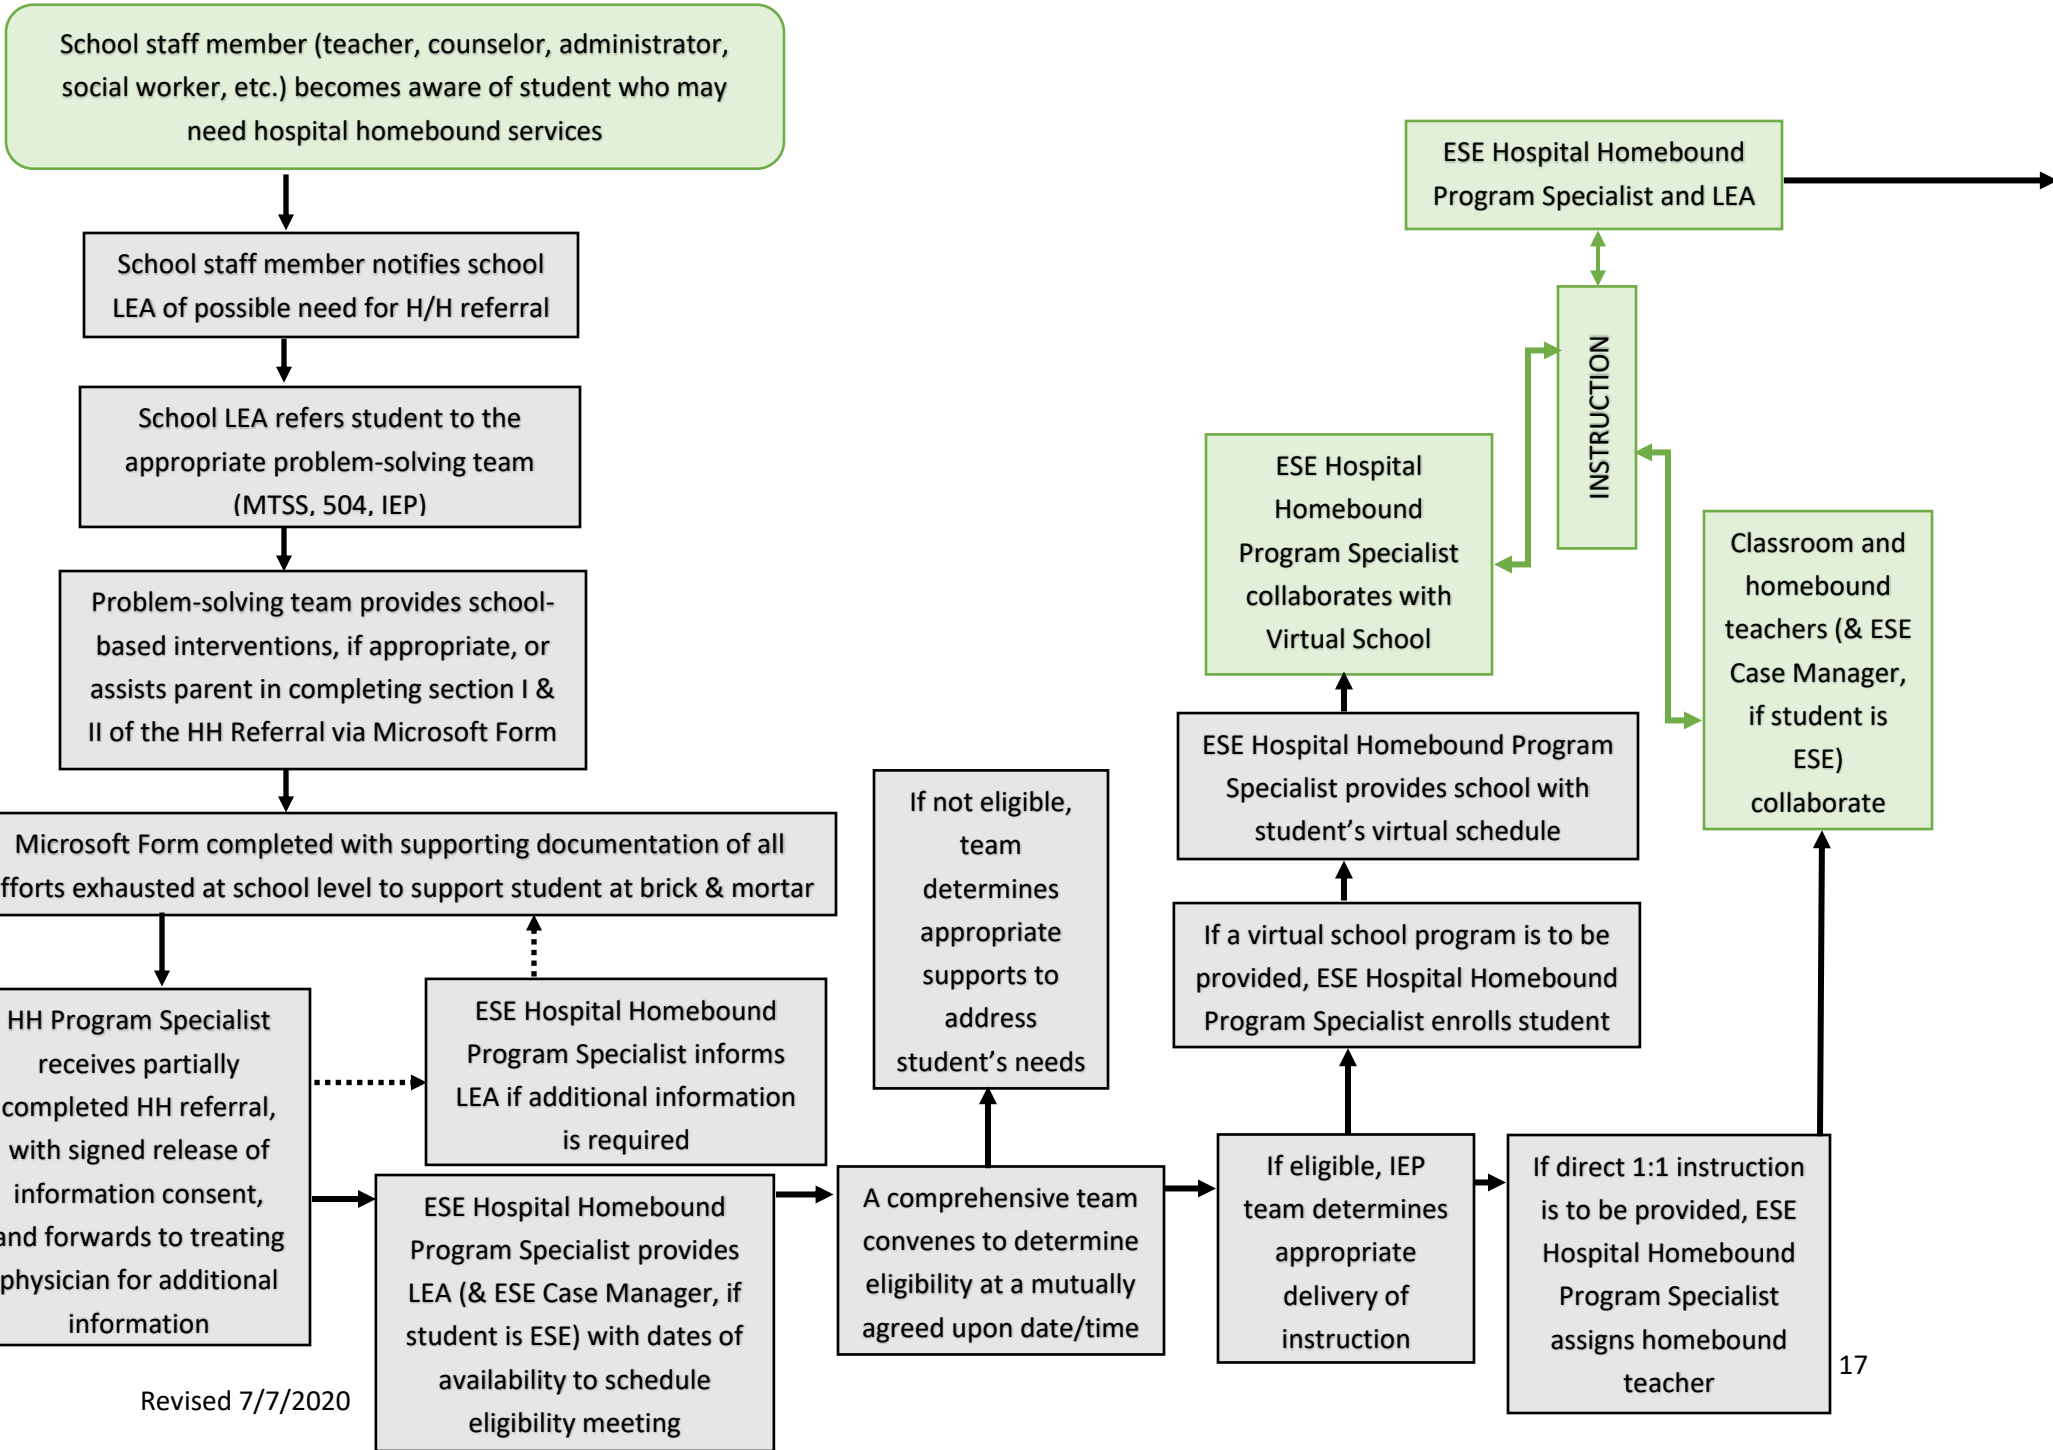 School staff member (teacher, counselor, administrator,
social worker, etc.) becomes aware of student who may
need hospital homebound services
School staff member notifies school
LEA of possible need for H/H referral
School LEA refers student to the
appropriate problem-solving team
(MTSS, 504, IEP)
Problem-solving team provides school-
based interventions, if appropriate, or
assists parent in completing section I &
II of the HH Referral via Microsoft Form
Microsoft Form completed with supporting documentation of all
fforts exhausted at school level to support student at brick & mortar
HH Program Specialist
receives partially
completed HH referral,
with signed release of
information consent,
and forwards to treating
physician for additional
information
ESE Hospital Homebound
Program Specialist informs
LEA if additional information
is required
ESE Hospital Homebound
Program Specialist provides
LEA (& ESE Case Manager, if
student is ESE) with dates of
availability to schedule
eligibility meeting
A comprehensive team
convenes to determine
eligibility at a mutually
agreed upon date/time
If not eligible,
team
determines
appropriate
supports to
address
student’s needs
If eligible, IEP
team determines
appropriate
delivery of
instruction
If a virtual school program is to be
provided, ESE Hospital Homebound
Program Specialist enrolls student
ESE Hospital Homebound Program
Specialist provides school with
student’s virtual schedule
ESE Hospital
Homebound
Program Specialist
collaborates with
Virtual School
If direct 1:1 instruction
is to be provided, ESE
Hospital Homebound
Program Specialist
assigns homebound
teacher
Classroom and
homebound
teachers (& ESE
Case Manager,
if student is
ESE)
collaborate
INSTRUCTION
ESE Hospital Homebound
Program Specialist and LEA
Revised 7/7/2020
17